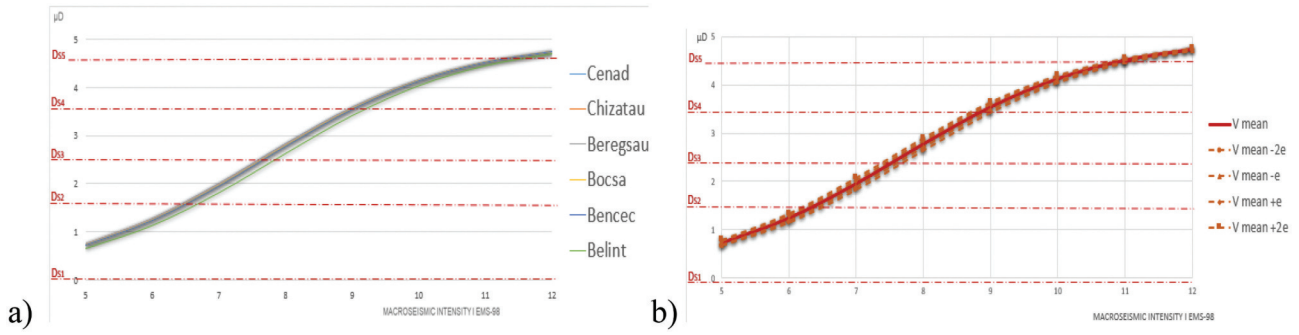 μD
5
Ds5
4
Ds4
3
Ds3
2
Ds2
1
Ds1
0
5 6 7 8 9 10 11 12
MACROSEISMIC INTENSITY I EMS-98
Cenad
Chizatau
Beregsau
Bocsa
Bencec
Belint
a)
μD 5
Ds5
4
Ds4
3
Ds3
2
Ds2
1
Ds1
0
5 6 7 8 9 10 11 12
MACROSEISMIC INTENSITY I EMS-98
V mean
V mean -2e
V mean -e
V mean +e
V mean +2e
b)